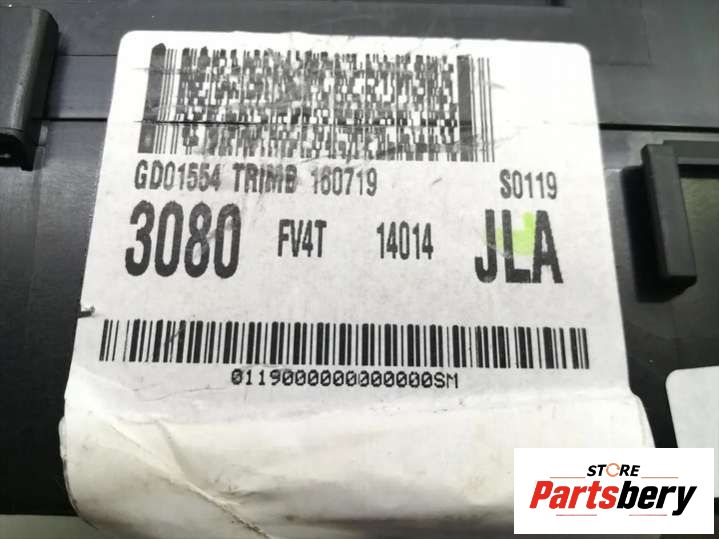 GD01554 TRIMB 160719 S0119
3080 FV4T 14014 JLA
0119000000000000SM
STORE
Partsbery